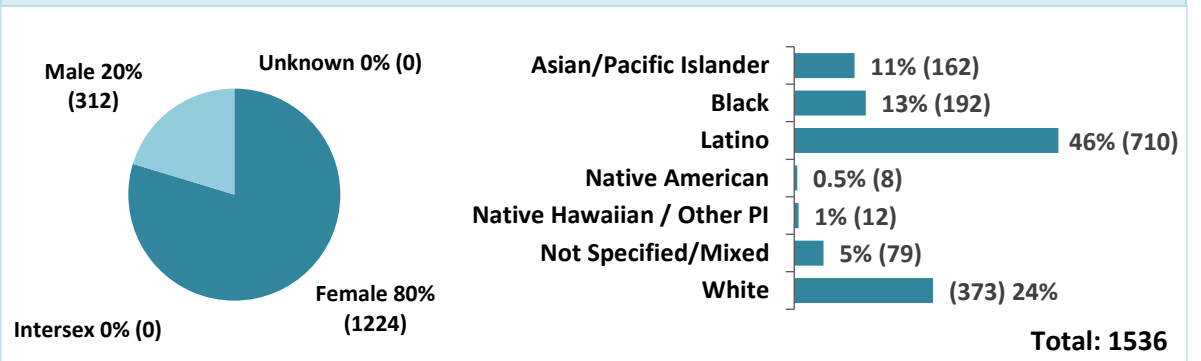 Unknown 0% (0)
Male 20%
(312)
Female 80%
(1224)
Intersex 0% (0)
Asian/Pacific Islander 11% (162)
Black 13% (192)
Latino 46% (710)
Native American 0.5% (8)
Native Hawaiian / Other PI 1% (12)
Not Specified/Mixed 5% (79)
White (373) 24%
Total: 1536